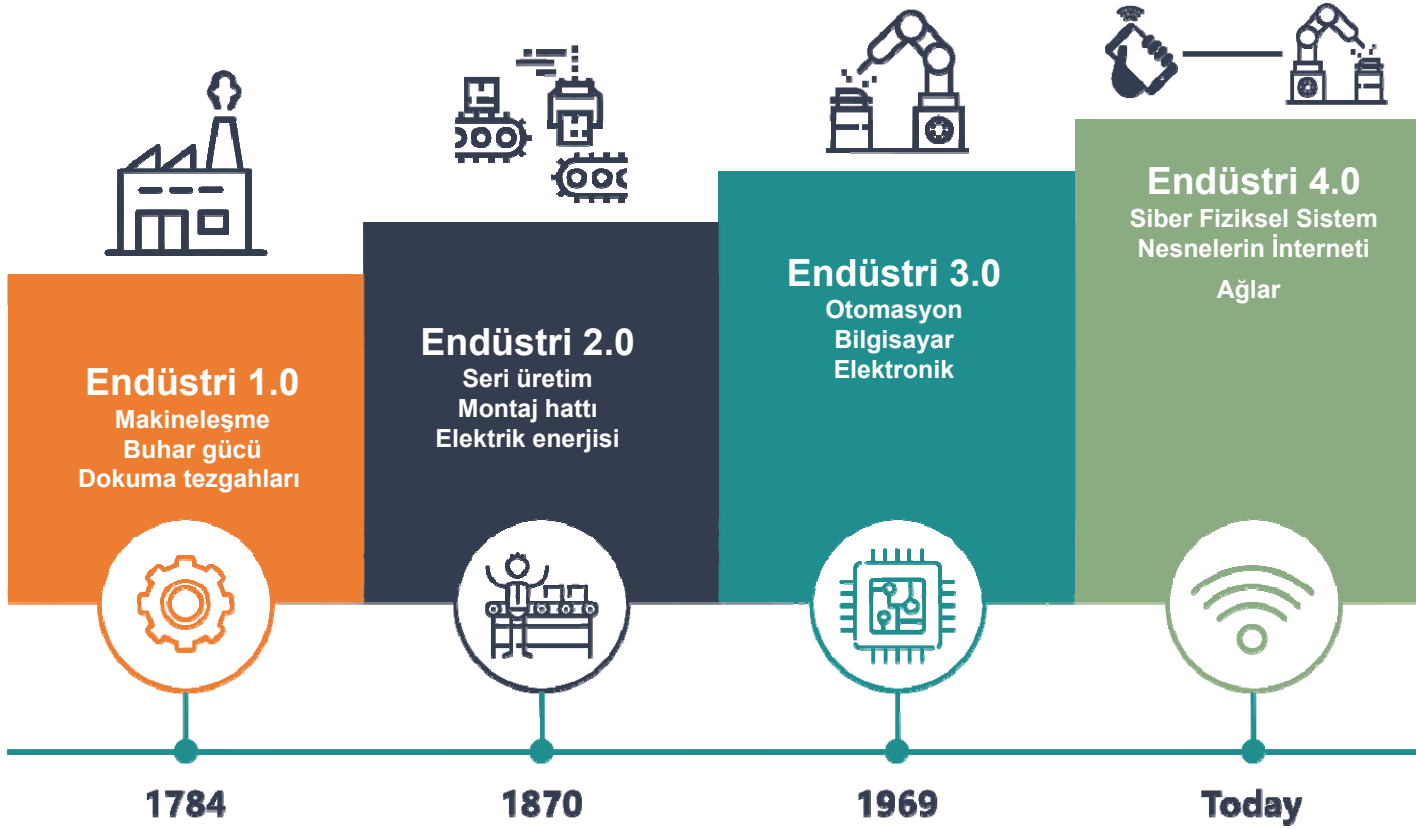 Endüstri 1.0
Makineleşme
Buhar gücü
Dokuma tezgahları
Endüstri 2.0
Seri üretim
Montaj hattı
Elektrik enerjisi
Endüstri 3.0
Otomasyon
Bilgisayar
Elektronik
Endüstri 4.0
Siber Fiziksel Sistem
Nesnelerin İnterneti
Ağlar
1784
1870
1969
Today